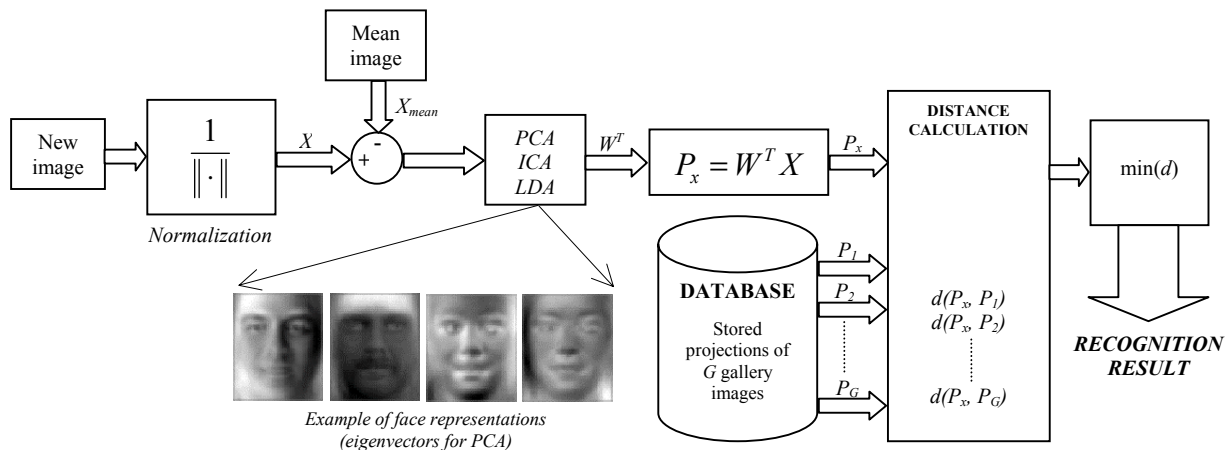 Mean
image
X_mean
New
image
1
‖·‖
Normalization
X
-
+
PCA
ICA
LDA
W^T
P_x = W^T X
P_x
DISTANCE
CALCULATION
d(P_x, P_1)
d(P_x, P_2)
d(P_x, P_G)
min(d)
RECOGNITION
RESULT
DATABASE
Stored
projections of
G gallery
images
P_1
P_2
P_G
Example of face representations
(eigenvectors for PCA)